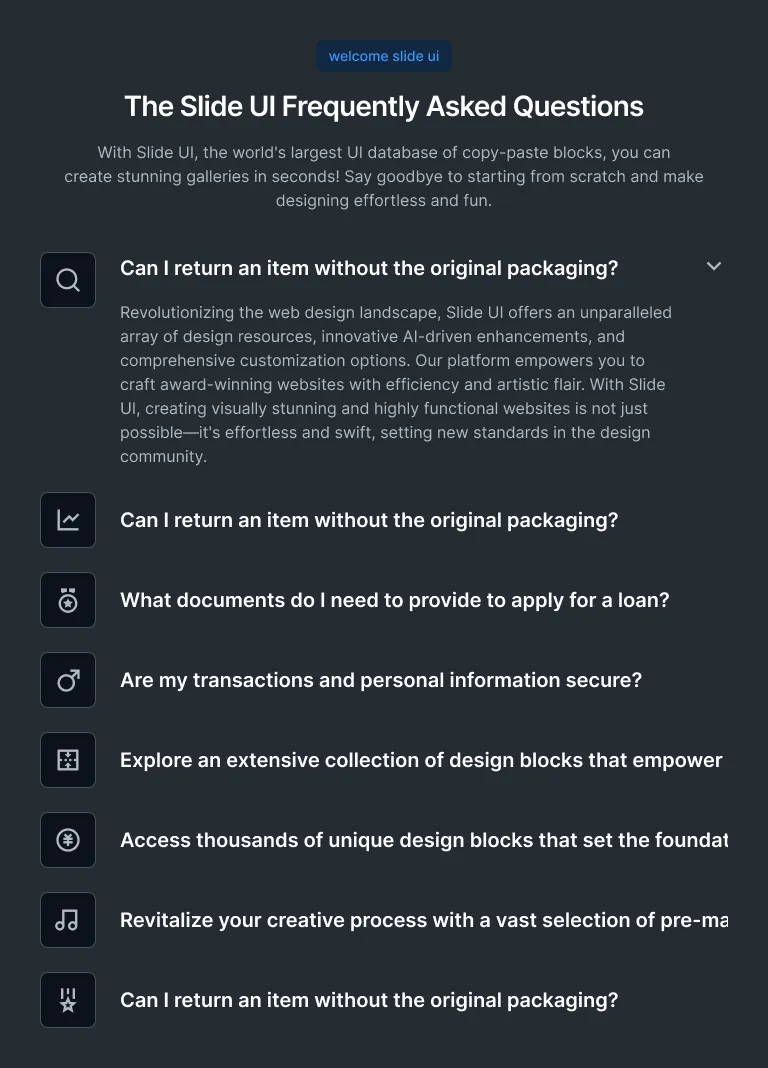 welcome slide ui
The Slide UI Frequently Asked Questions
With Slide UI, the world's largest UI database of copy-paste blocks, you can
create stunning galleries in seconds! Say goodbye to starting from scratch and make
designing effortless and fun.
Can I return an item without the original packaging?
Revolutionizing the web design landscape, Slide UI offers an unparalleled
array of design resources, innovative AI-driven enhancements, and
comprehensive customization options. Our platform empowers you to
craft award-winning websites with efficiency and artistic flair. With Slide
UI, creating visually stunning and highly functional websites is not just
possible—it's effortless and swift, setting new standards in the design
community.
Can I return an item without the original packaging?
What documents do I need to provide to apply for a loan?
Are my transactions and personal information secure?
Explore an extensive collection of design blocks that empower
Access thousands of unique design blocks that set the foundat
Revitalize your creative process with a vast selection of pre-ma
Can I return an item without the original packaging?